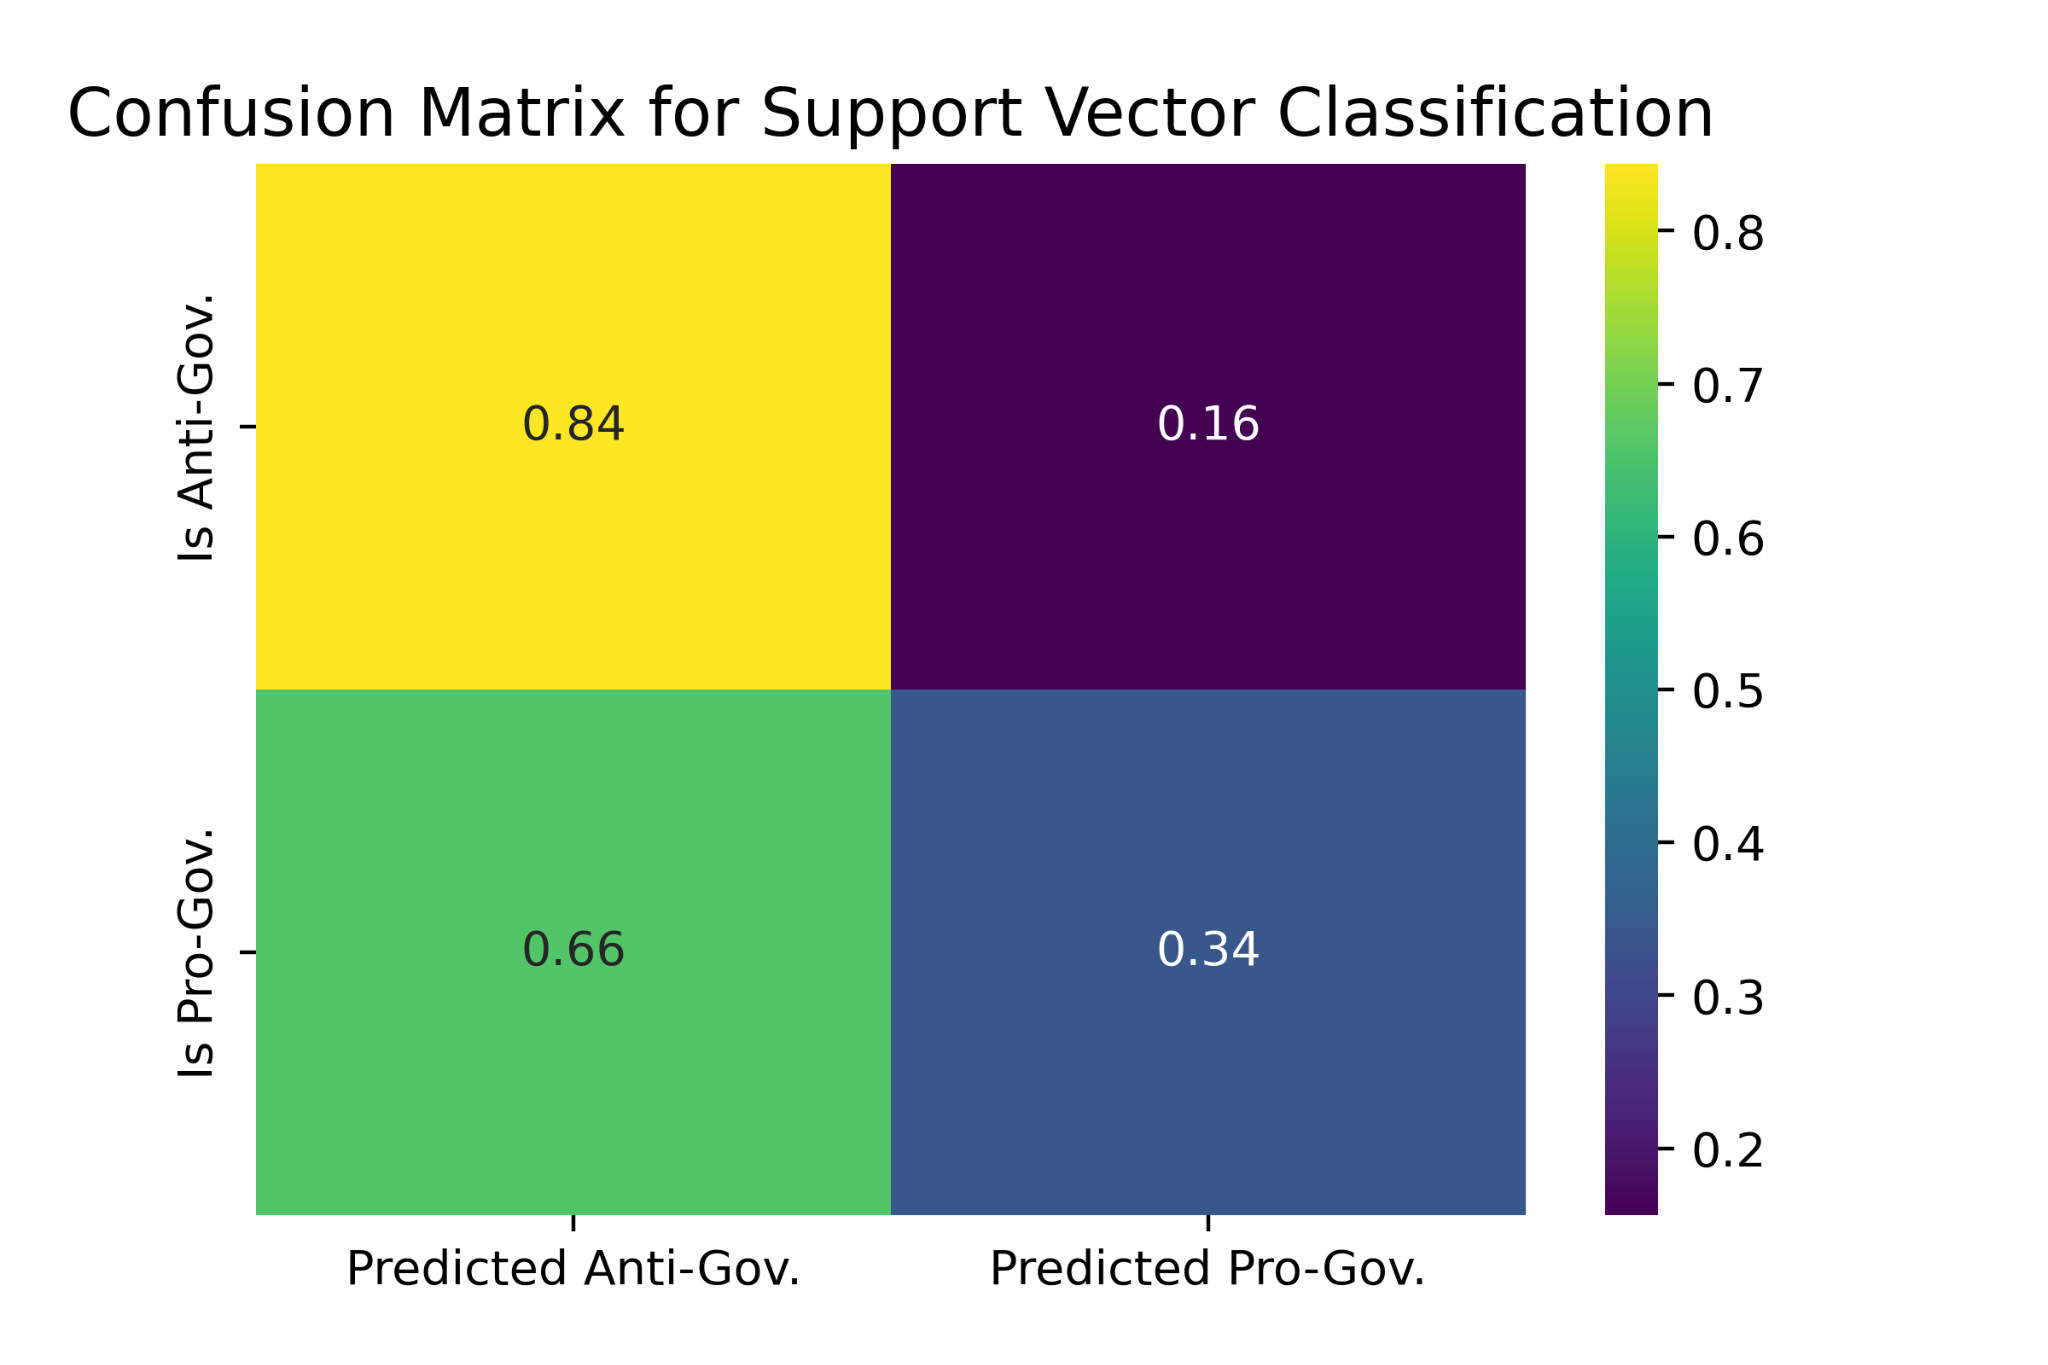 Confusion Matrix for Support Vector Classification
Is Anti-Gov.
0.84
0.16
Is Pro-Gov.
0.66
0.34
Predicted Anti-Gov.
Predicted Pro-Gov.
0.8
0.7
0.6
0.5
0.4
0.3
0.2